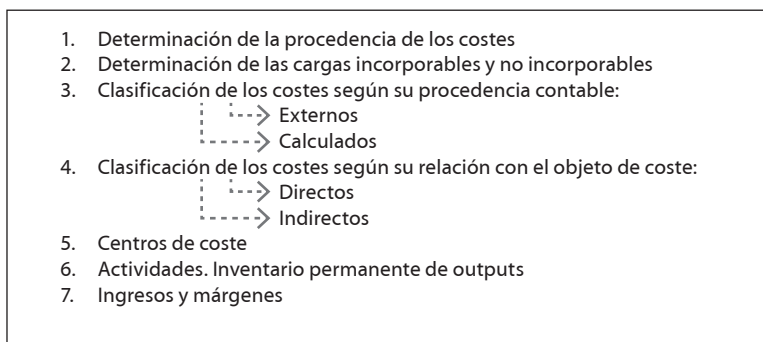 1. Determinación de la procedencia de los costes
2. Determinación de las cargas incorporables y no incorporables
3. Clasificación de los costes según su procedencia contable:
Externos
Calculados
4. Clasificación de los costes según su relación con el objeto de coste:
Directos
Indirectos
5. Centros de coste
6. Actividades. Inventario permanente de outputs
7. Ingresos y márgenes